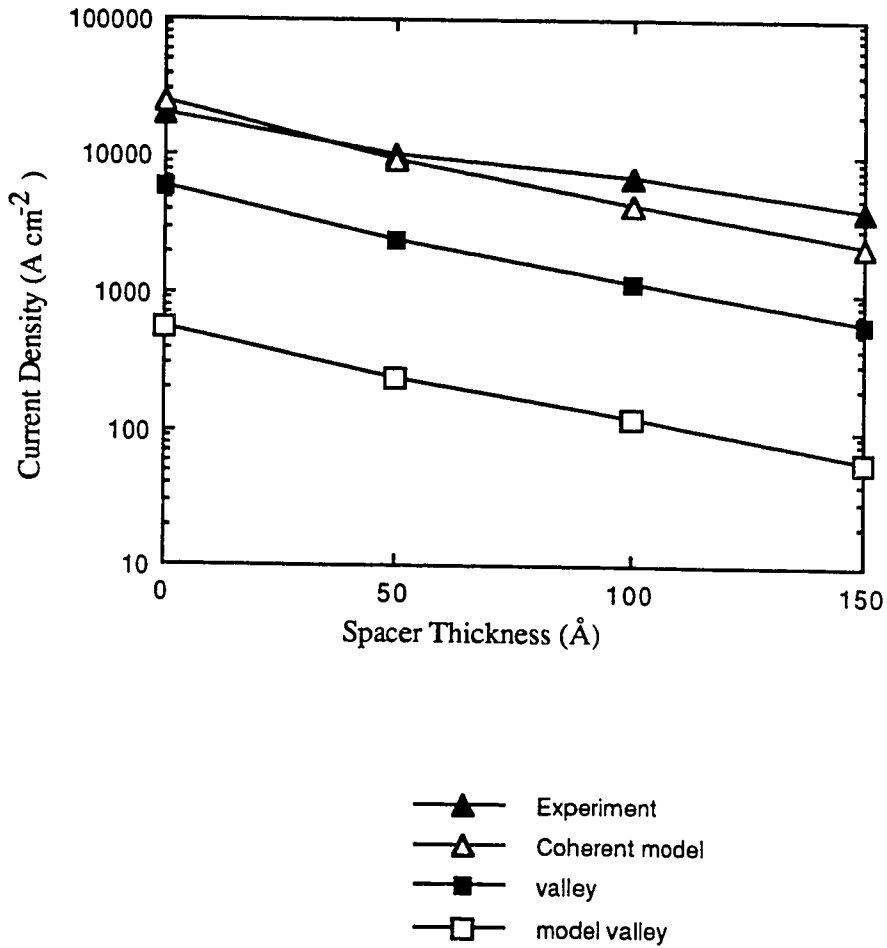 100000
10000
1000
100
10
Current Density (A cm⁻²)
0 50 100 150
Spacer Thickness (Å)
Experiment
Coherent model
valley
model valley